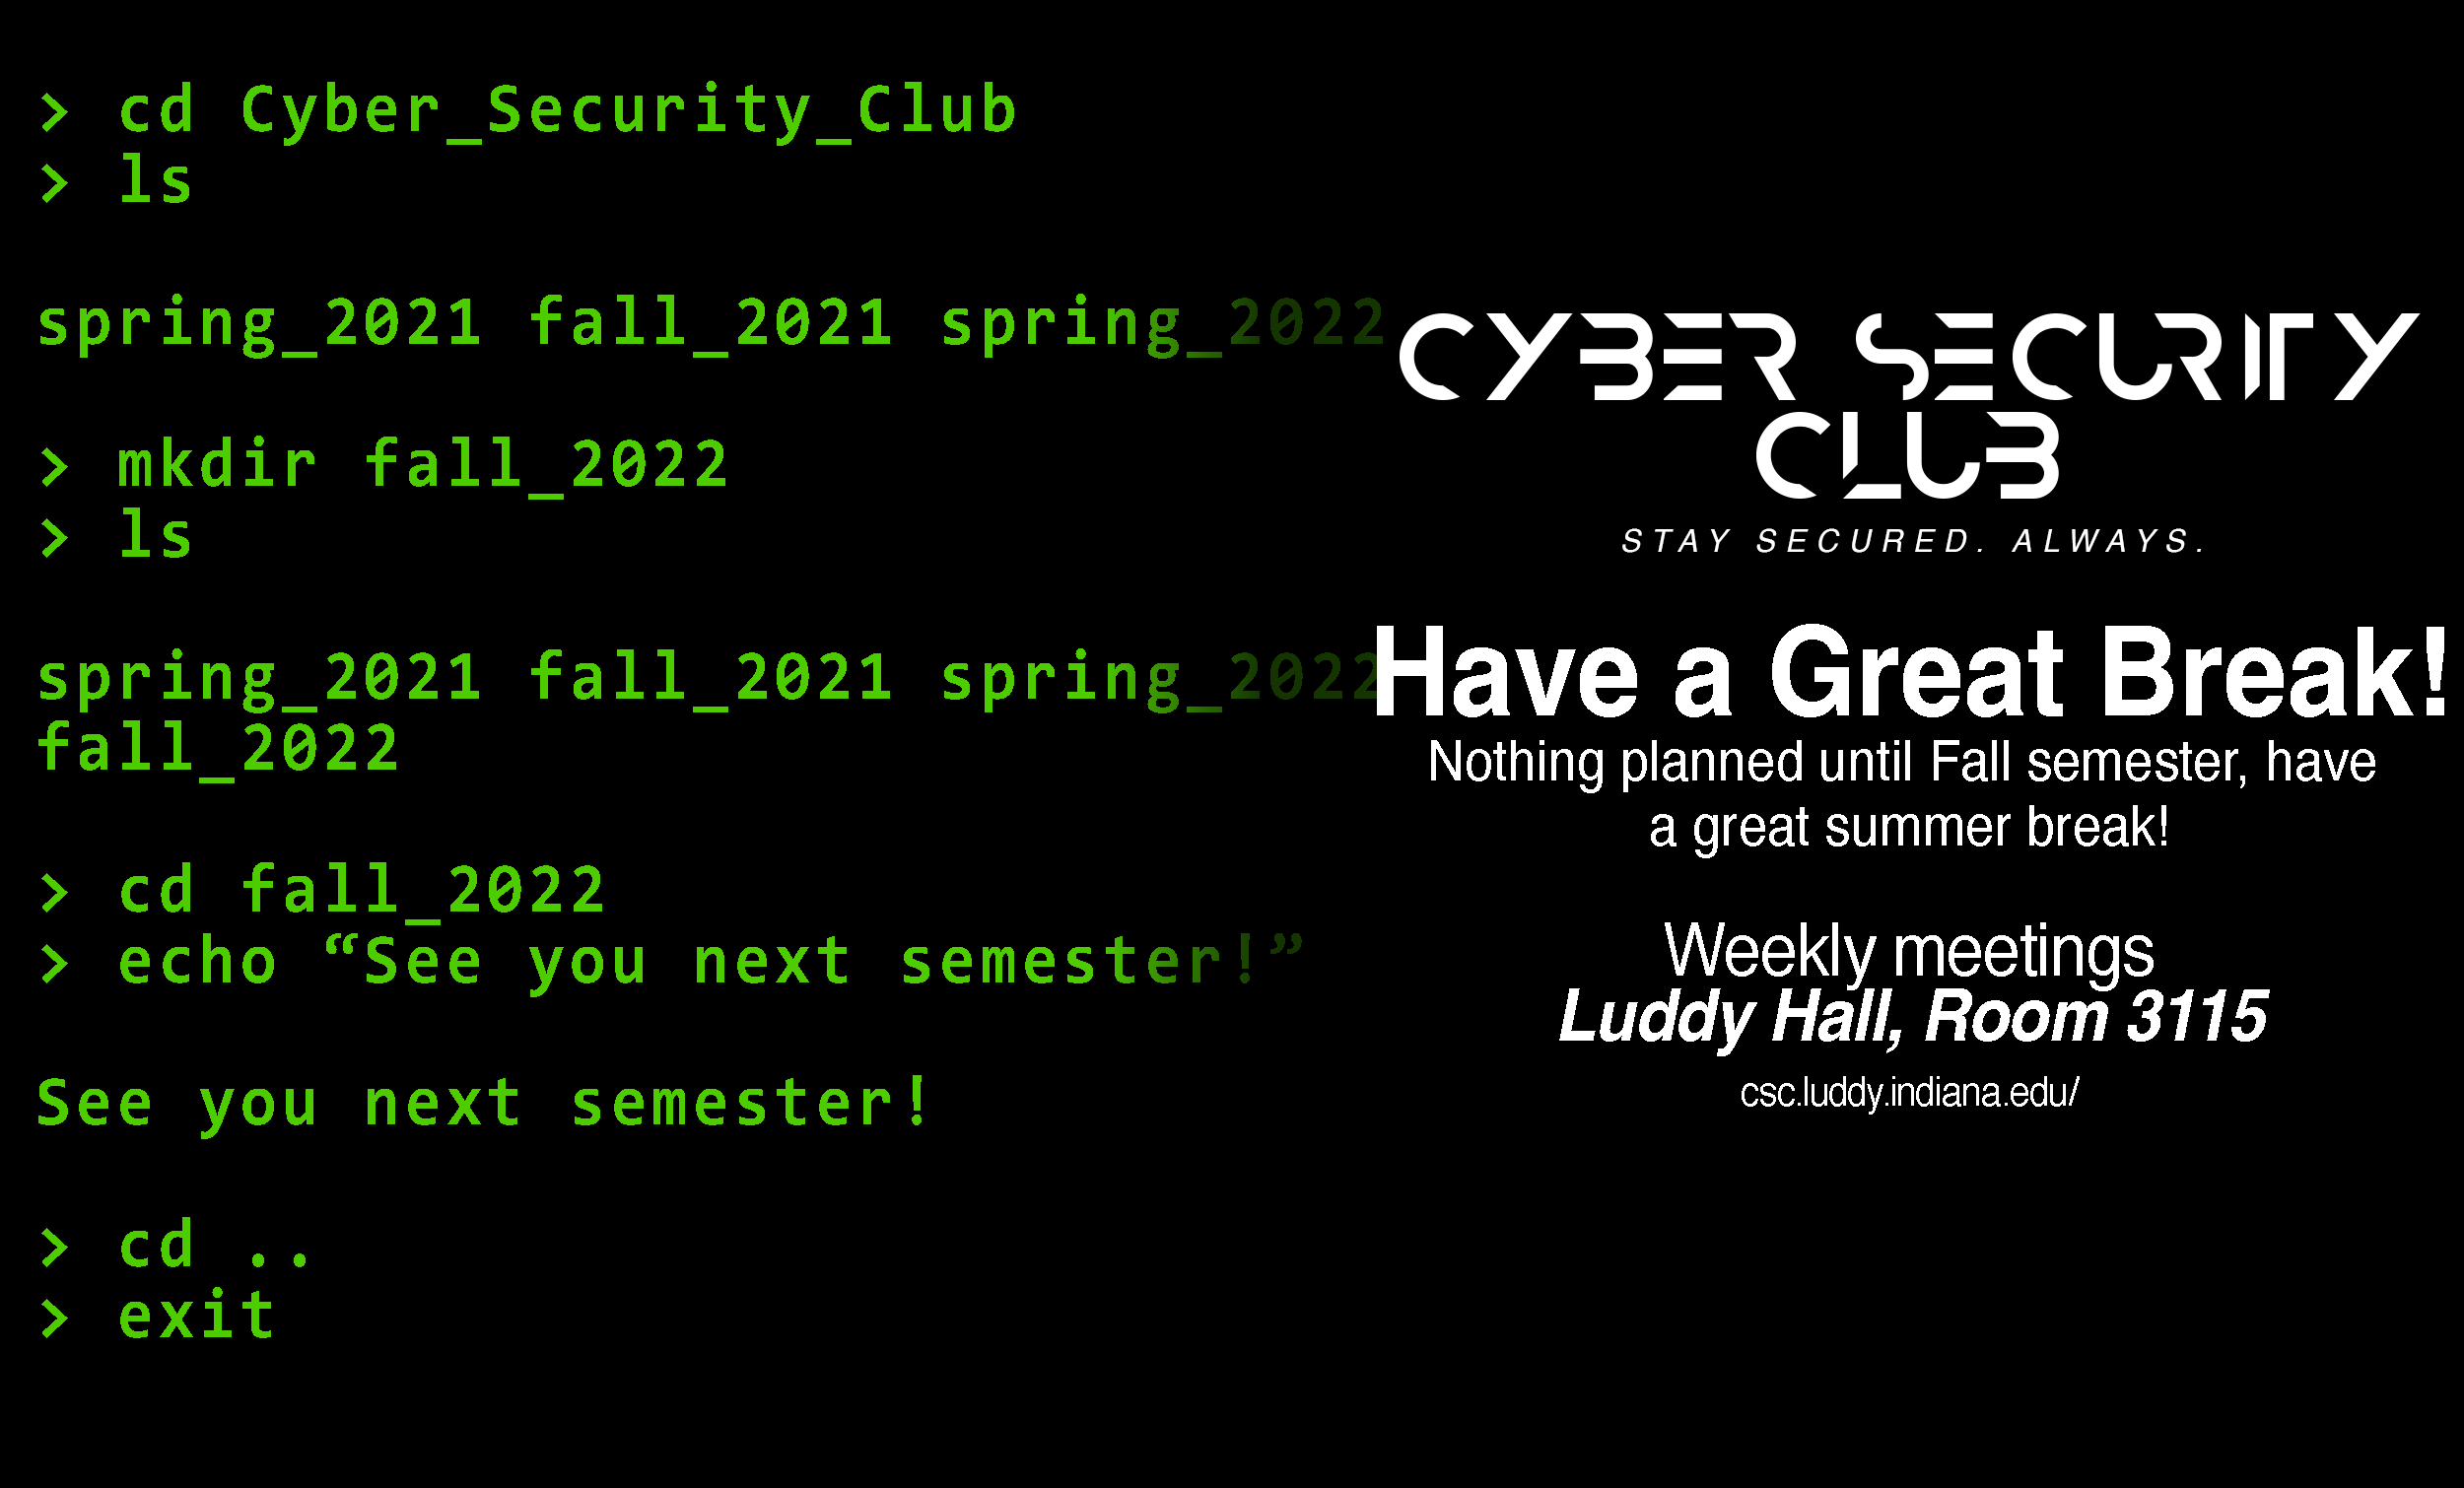 > cd Cyber_Security_Club
> ls
spring_2021 fall_2021 spring_2022
> mkdir fall_2022
> ls
spring_2021 fall_2021 spring_2022
fall_2022
> cd fall_2022
> echo “See you next semester!”
See you next semester!
> cd ..
> exit
CYBER SECURITY
CLUB
STAY SECURED. ALWAYS.
Have a Great Break!
Nothing planned until Fall semester, have
a great summer break!
Weekly meetings
Luddy Hall, Room 3115
csc.luddy.indiana.edu/